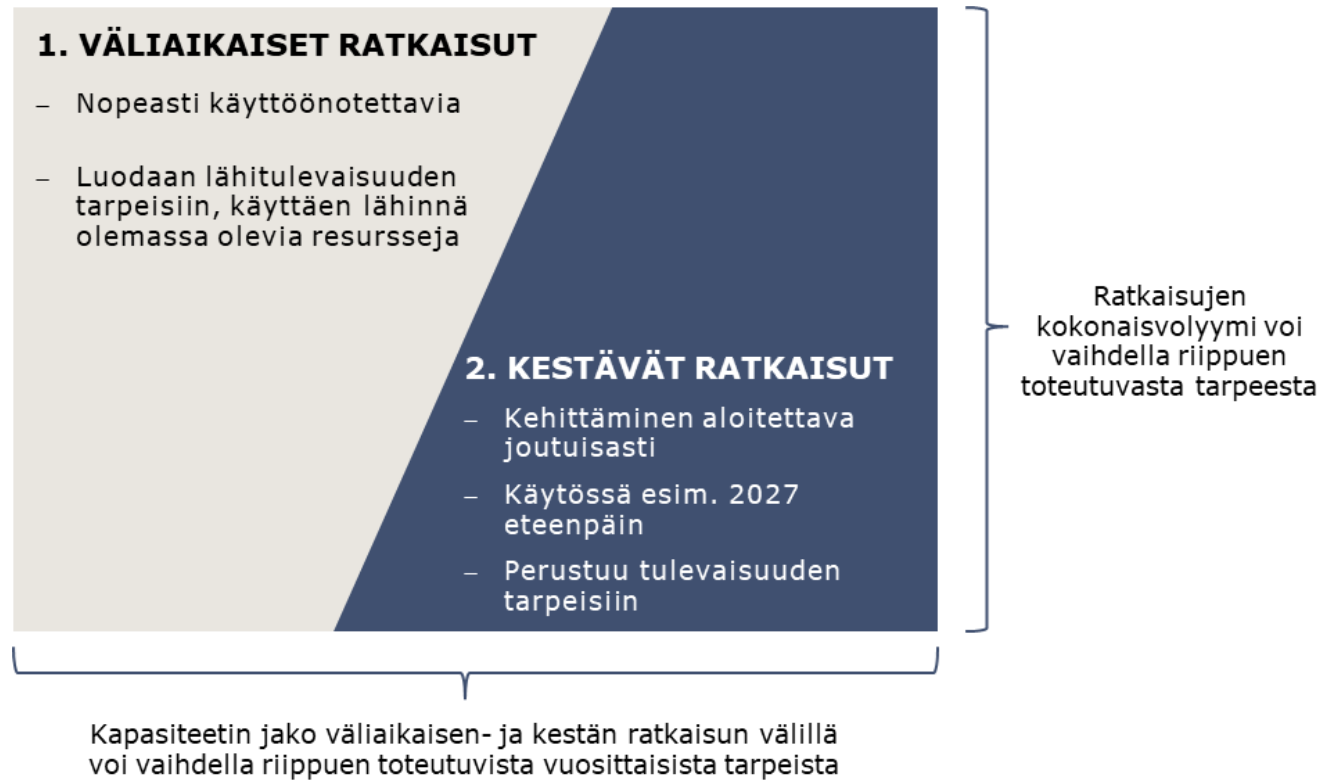 1. VÄLIAIKAISET RATKAISUT
– Nopeasti käyttöönotettavia
– Luodaan lähitulevaisuuden
tarpeisiin, käyttäen lähinnä
olemassa olevia resursseja
2. KESTÄVÄT RATKAISUT
– Kehittäminen aloitettava
joutuisasti
– Käytössä esim. 2027
eteenpäin
– Perustuu tulevaisuuden
tarpeisiin
Ratkaisujen
kokonaisvolyymi voi
vaihdella riippuen
toteutuvasta tarpeesta
Kapasiteetin jako väliaikaisen- ja kestän ratkaisun välillä
voi vaihdella riippuen toteutuvista vuosittaisista tarpeista